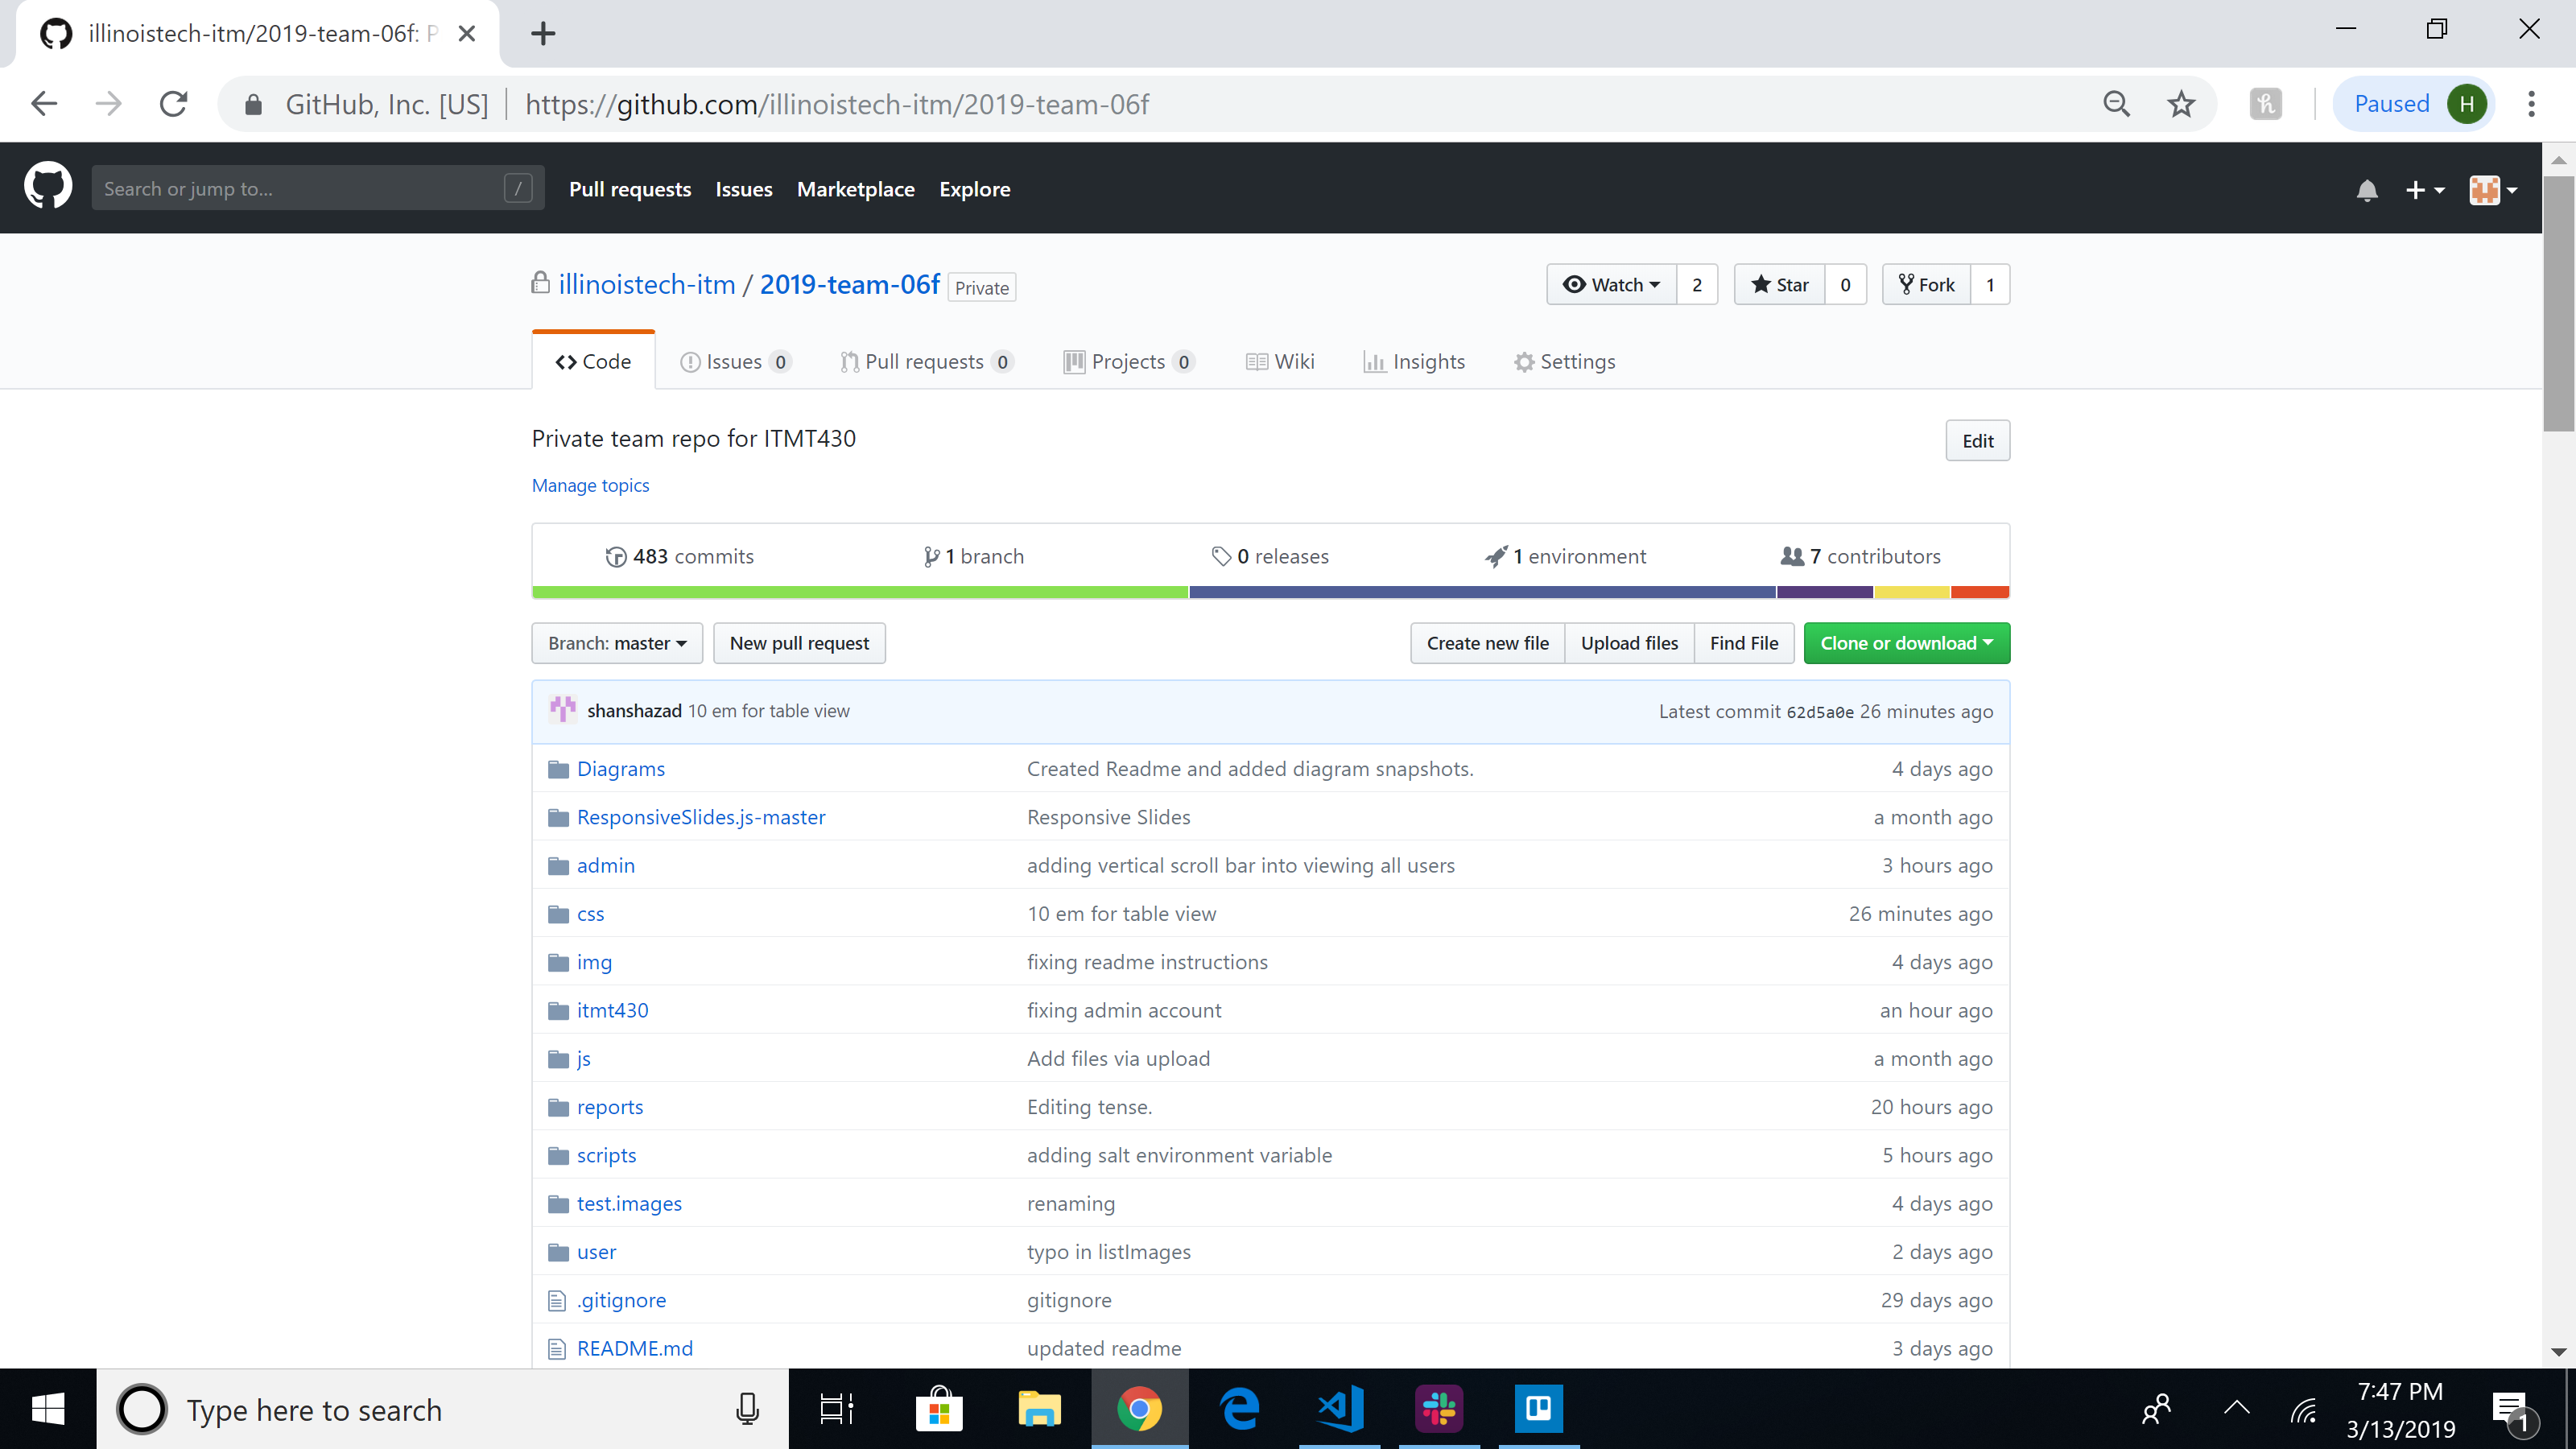 illinoistech-itm/2019-team-06f: P
GitHub, Inc. [US] https://github.com/illinoistech-itm/2019-team-06f
Paused H
Search or jump to... / Pull requests Issues Marketplace Explore
illinoistech-itm / 2019-team-06f Private Watch 2 Star 0 Fork 1
Code Issues 0 Pull requests 0 Projects 0 Wiki Insights Settings
Private team repo for ITMT430 Edit
Manage topics
483 commits 1 branch 0 releases 1 environment 7 contributors
Branch: master New pull request Create new file Upload files Find File Clone or download
shanshazad 10 em for table view Latest commit 62d5a0e 26 minutes ago
Diagrams Created Readme and added diagram snapshots. 4 days ago
ResponsiveSlides.js-master Responsive Slides a month ago
admin adding vertical scroll bar into viewing all users 3 hours ago
css 10 em for table view 26 minutes ago
img fixing readme instructions 4 days ago
itmt430 fixing admin account an hour ago
js Add files via upload a month ago
reports Editing tense. 20 hours ago
scripts adding salt environment variable 5 hours ago
test.images renaming 4 days ago
user typo in listImages 2 days ago
.gitignore gitignore 29 days ago
README.md updated readme 3 days ago
Type here to search
7:47 PM
3/13/2019
1